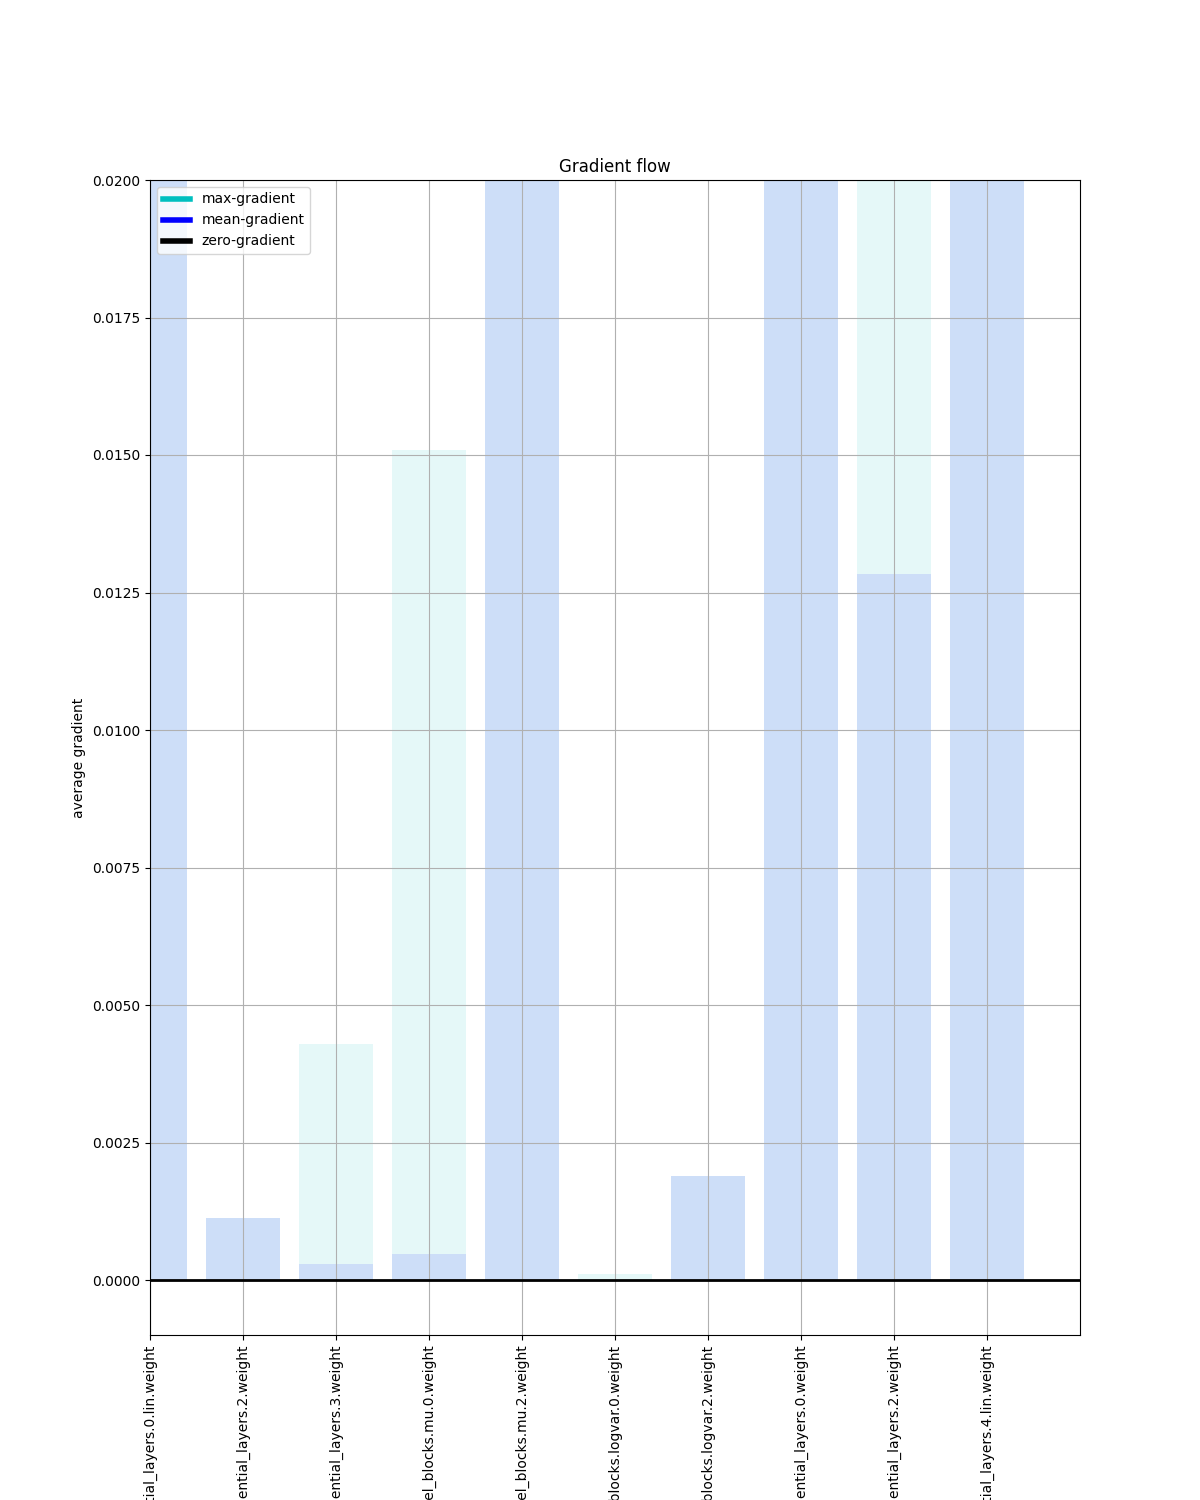 Gradient flow
max-gradient
mean-gradient
zero-gradient
0.0200
0.0175
0.0150
0.0125
0.0100
0.0075
0.0050
0.0025
0.0000
average gradient
tial_layers.0.lin.weight
ential_layers.2.weight
ential_layers.3.weight
el_blocks.mu.0.weight
el_blocks.mu.2.weight
blocks.logvar.0.weight
blocks.logvar.2.weight
ential_layers.0.weight
ential_layers.2.weight
tial_layers.4.lin.weight